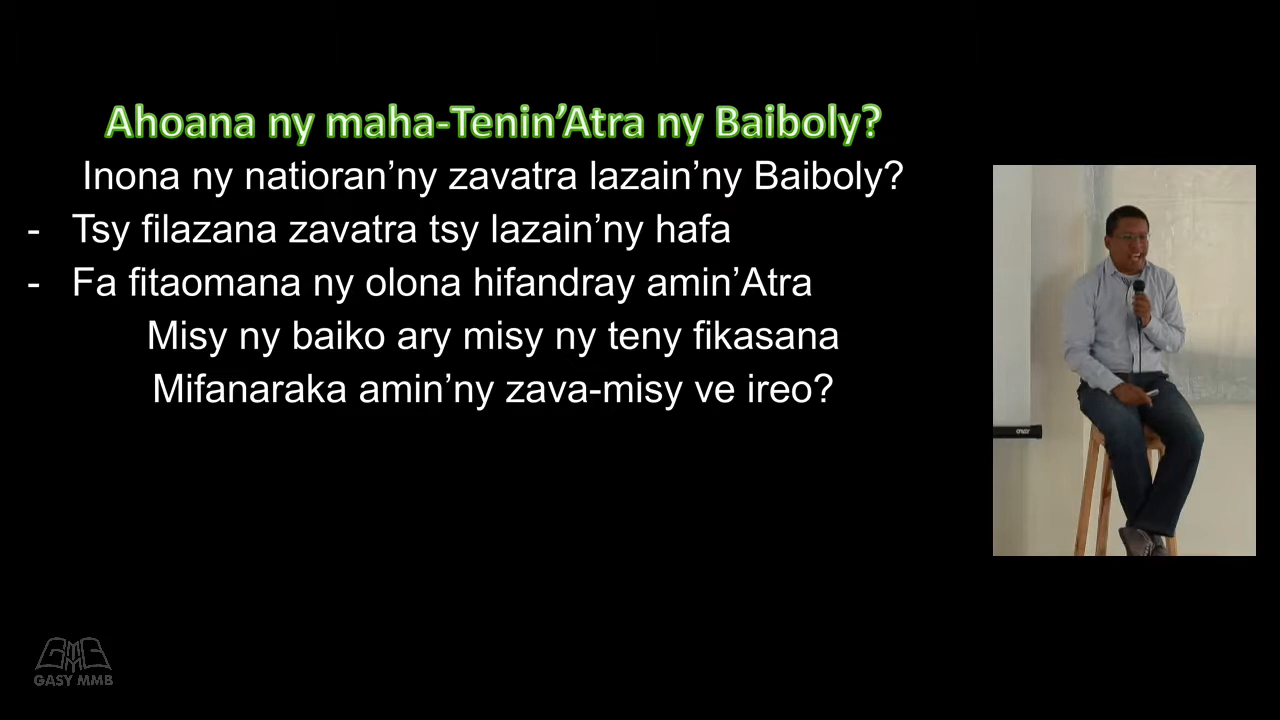 Ahoana ny maha-Tenin’Atra ny Baiboly?
Inona ny natioran’ny zavatra lazain’ny Baiboly?
- Tsy filazana zavatra tsy lazain’ny hafa
- Fa fitaomana ny olona hifandray amin’Atra
Misy ny baiko ary misy ny teny fikasana
Mifanaraka amin’ny zava-misy ve ireo?
GASY MMB